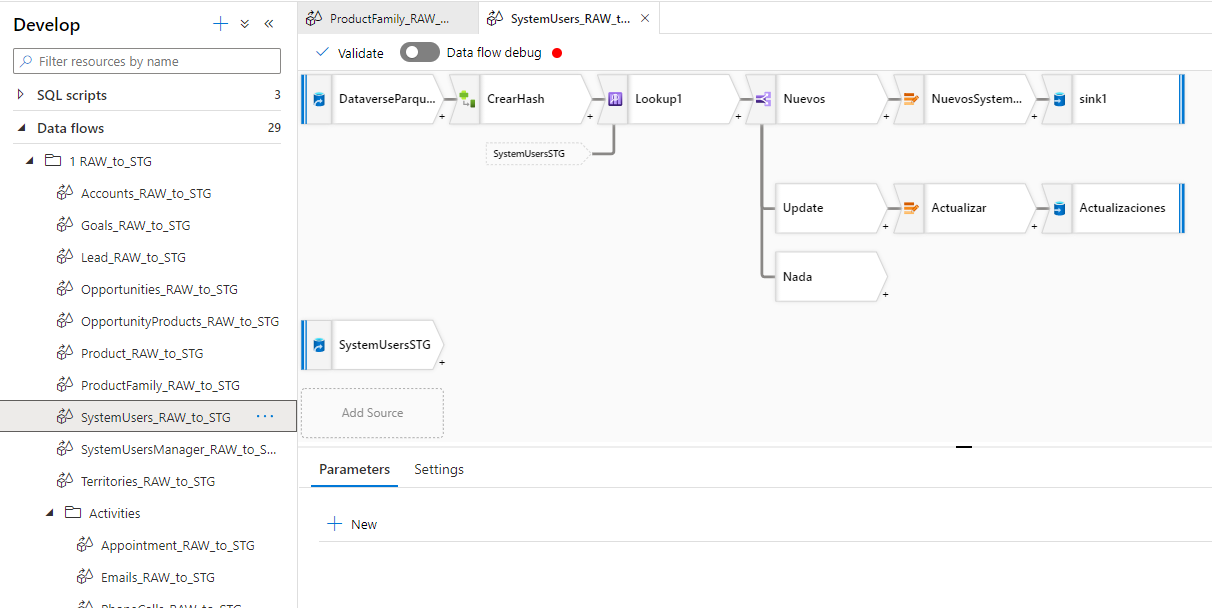 Develop
Filter resources by name
SQL scripts 3
Data flows 29
1 RAW_to_STG
Accounts_RAW_to_STG
Goals_RAW_to_STG
Lead_RAW_to_STG
Opportunities_RAW_to_STG
OpportunityProducts_RAW_to_STG
Product_RAW_to_STG
ProductFamily_RAW_to_STG
SystemUsers_RAW_to_STG ...
SystemUsersManager_RAW_to_S...
Territories_RAW_to_STG
Activities
Appointment_RAW_to_STG
Emails_RAW_to_STG
PhoneCalls_RAW_to_STG
ProductFamily_RAW_...
SystemUsers_RAW_t...
Validate
Data flow debug
DataverseParqu...
CrearHash
Lookup1
Nuevos
NuevosSystem...
sink1
SystemUsersSTG
Update
Actualizar
Actualizaciones
Nada
SystemUsersSTG
Add Source
Parameters Settings
New